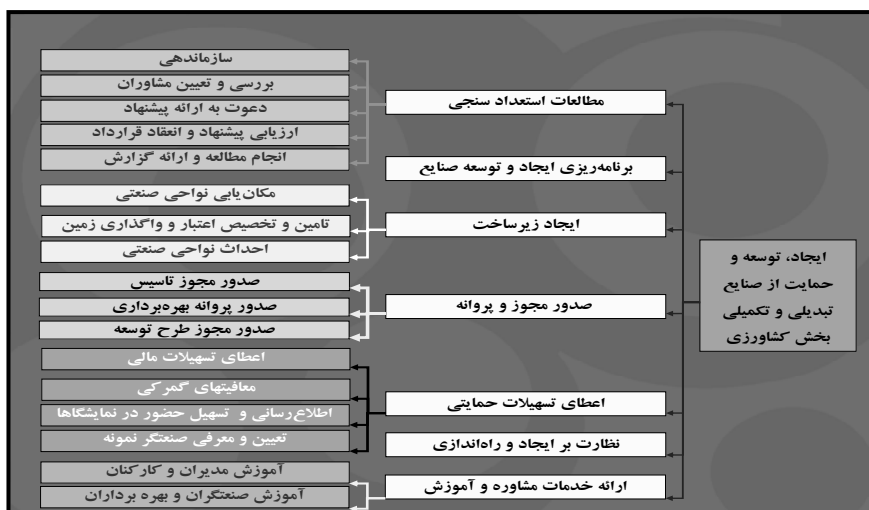 ایجاد، توسعه و
حمایت از صنایع
تبدیلی و تکمیلی
بخش کشاورزی
مطالعات استعداد سنجی
سازماندهی
بررسی و تعیین مشاوران
دعوت به ارائه پیشنهاد
ارزیابی پیشنهاد و انعقاد قرارداد
انجام مطالعه و ارائه گزارش
برنامه‌ریزی ایجاد و توسعه صنایع
ایجاد زیرساخت
مکان‌یابی نواحی صنعتی
تامین و تخصیص اعتبار و واگذاری زمین
احداث نواحی صنعتی
صدور مجوز و پروانه
صدور مجوز تاسیس
صدور پروانه بهره‌برداری
صدور مجوز طرح توسعه
اعطای تسهیلات حمایتی
اعطای تسهیلات مالی
معافیتهای گمرکی
اطلاع‌رسانی و تسهیل حضور در نمایشگاها
تعیین و معرفی صنعتگر نمونه
نظارت بر ایجاد و راه‌اندازی
ارائه خدمات مشاوره و آموزش
آموزش مدیران و کارکنان
آموزش صنعتگران و بهره برداران